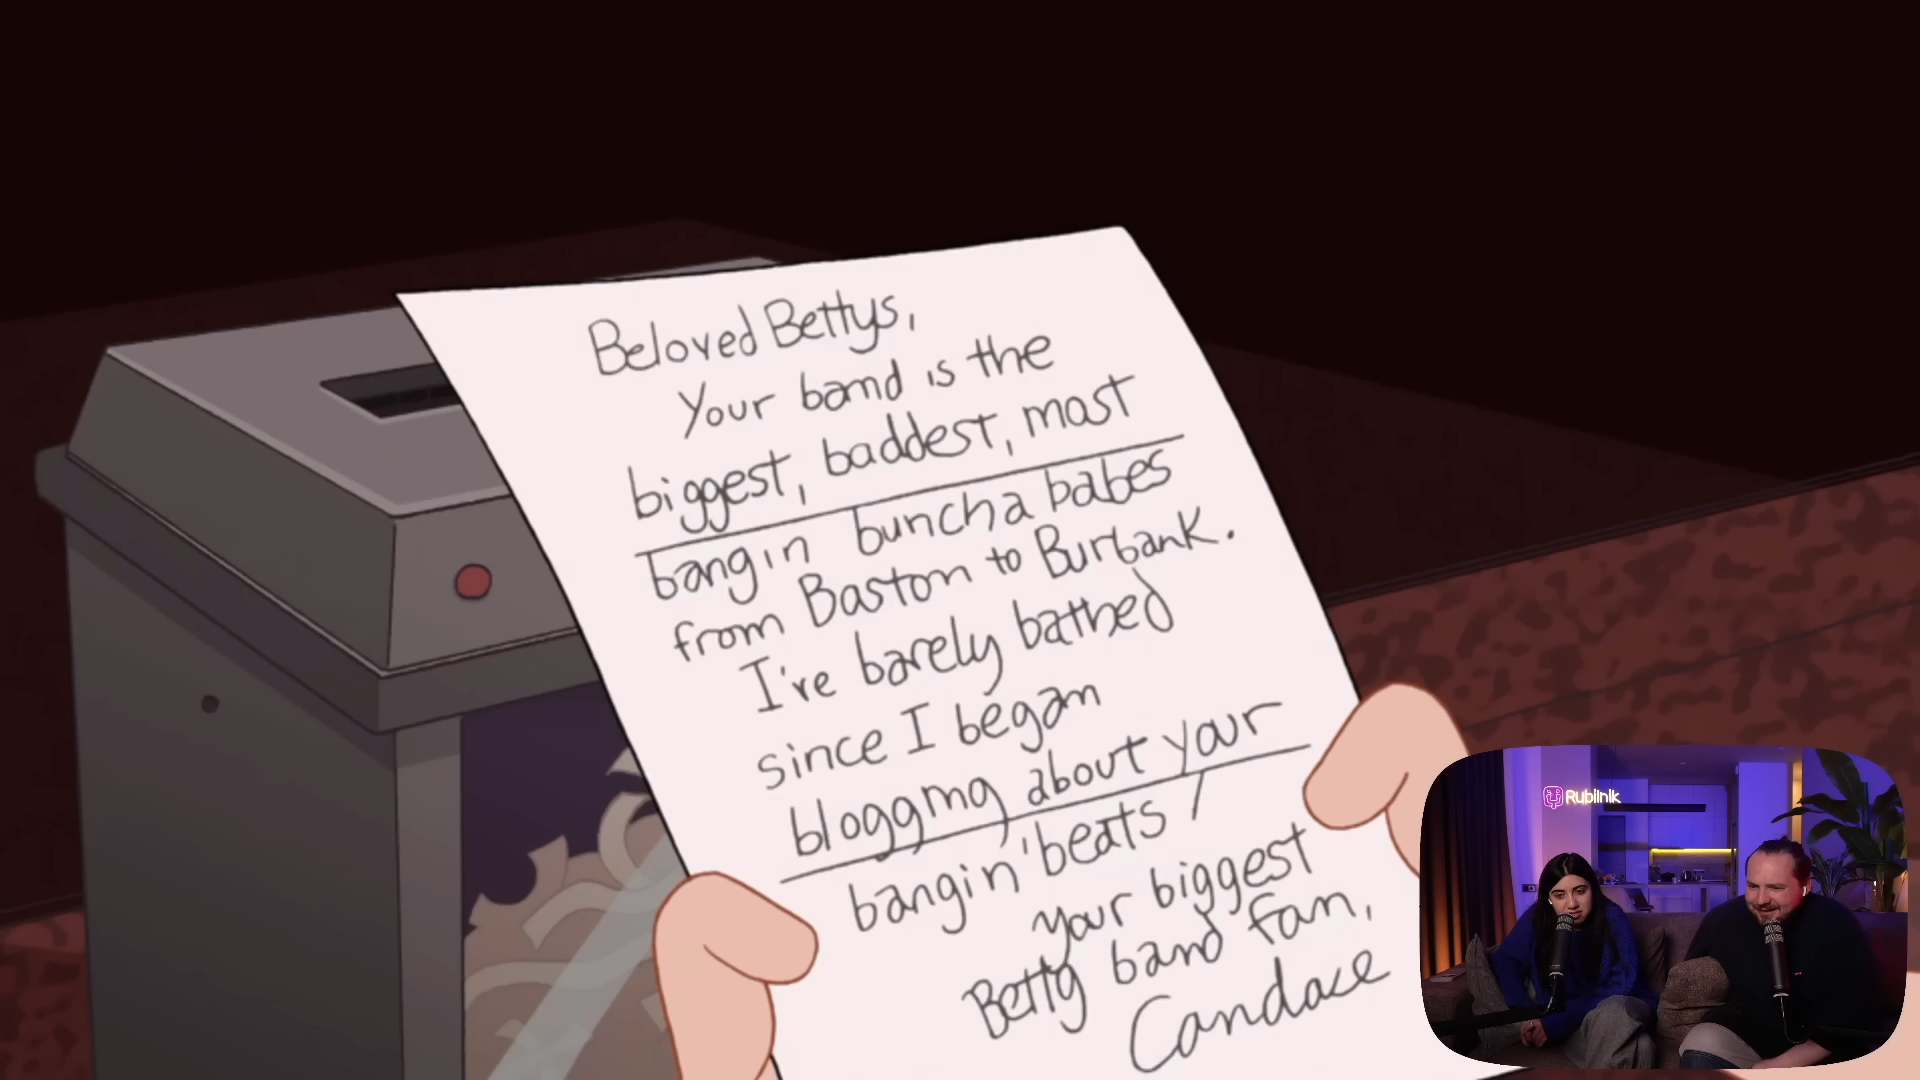 Beloved Bettys,
Your band is the
biggest, baddest, most
bangin buncha babes
from Boston to Burbank.
I've barely bathed
since I began
blogging about your
bangin' beats!
your biggest
Betty band fan,
Candace
Rublink